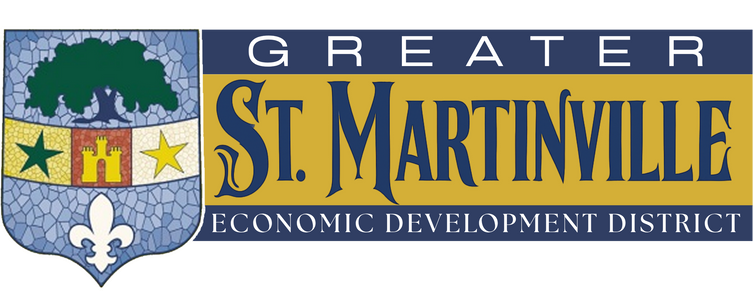 GREATER
ST. MARTINVILLE
ECONOMIC DEVELOPMENT DISTRICT